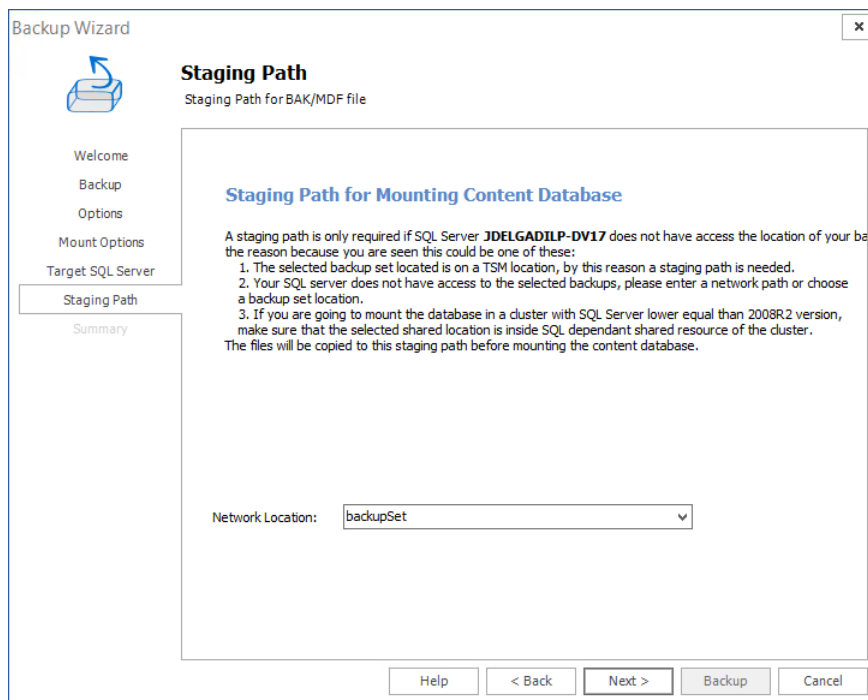 Backup Wizard
Staging Path
Staging Path for BAK/MDF file
Welcome
Backup
Options
Mount Options
Target SQL Server
Staging Path
Summary
Staging Path for Mounting Content Database
A staging path is only required if SQL Server JDELGADILP-DV17 does not have access the location of your ba
the reason because you are seen this could be one of these:
1. The selected backup set located is on a TSM location, by this reason a staging path is needed.
2. Your SQL server does not have access to the selected backups, please enter a network path or choose
a backup set location.
3. If you are going to mount the database in a cluster with SQL Server lower equal than 2008R2 version,
make sure that the selected shared location is inside SQL dependant shared resource of the cluster.
The files will be copied to this staging path before mounting the content database.
Network Location: backupSet
Help < Back Next > Backup Cancel